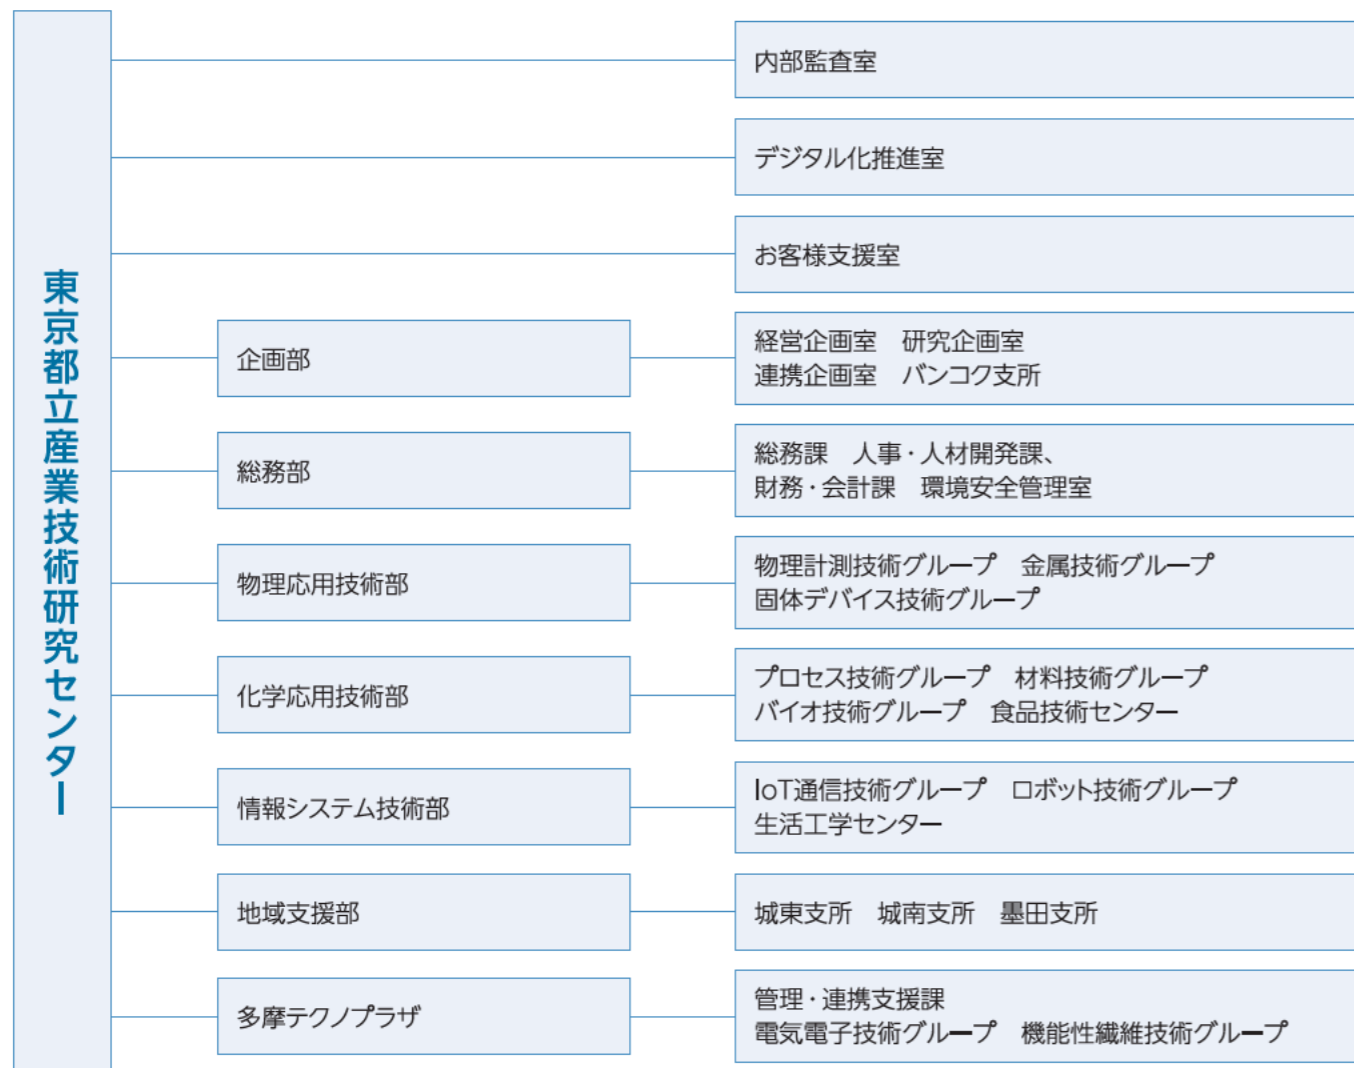 東京都立産業技術研究センター
内部監査室
デジタル化推進室
お客様支援室
企画部
経営企画室　研究企画室
連携企画室　バンコク支所
総務部
総務課　人事・人材開発課、
財務・会計課　環境安全管理室
物理応用技術部
物理計測技術グループ　金属技術グループ
固体デバイス技術グループ
化学応用技術部
プロセス技術グループ　材料技術グループ
バイオ技術グループ　食品技術センター
情報システム技術部
IoT通信技術グループ　ロボット技術グループ
生活工学センター
地域支援部
城東支所　城南支所　墨田支所
多摩テクノプラザ
管理・連携支援課
電気電子技術グループ　機能性繊維技術グループ